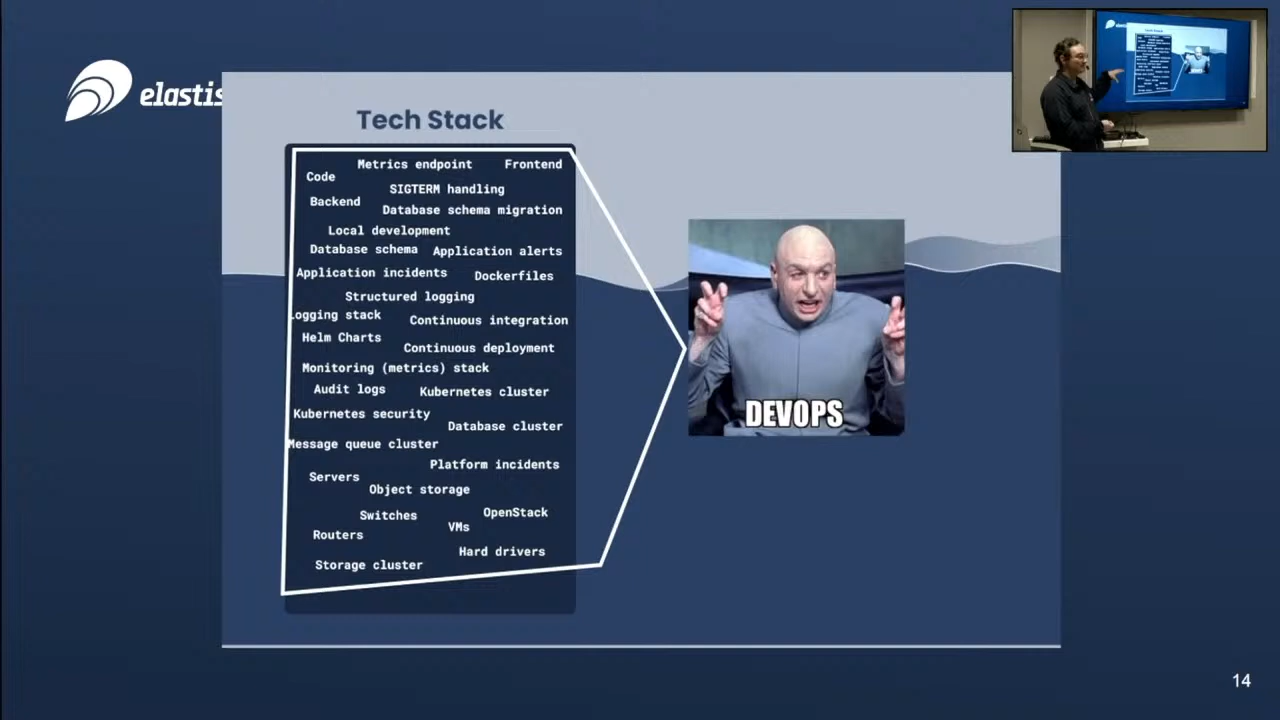 elastis
Tech Stack
Metrics endpoint
Frontend
Code
SIGTERM handling
Backend
Database schema migration
Local development
Database schema
Application alerts
Application incidents
Dockerfiles
Structured logging
ogging stack
Continuous integration
Helm Charts
Continuous deployment
Monitoring (metrics) stack
Audit logs
Kubernetes cluster
Kubernetes security
Database cluster
Message queue cluster
Platform incidents
Servers
Object storage
OpenStack
Switches
VMs
Routers
Hard drivers
Storage cluster
DEVOPS
14